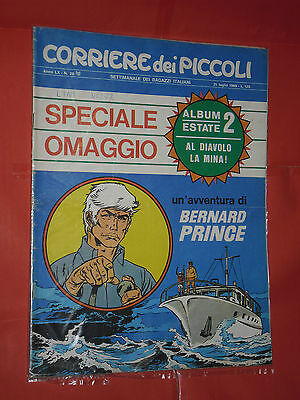 CORRIERE dei PICCOLI
SETTIMANALE DEI RAGAZZI ITALIANI
SPECIALE
OMAGGIO
ALBUM
ESTATE 2
AL DIAVOLO
LA MINA!
un'avventura di
BERNARD
PRINCE